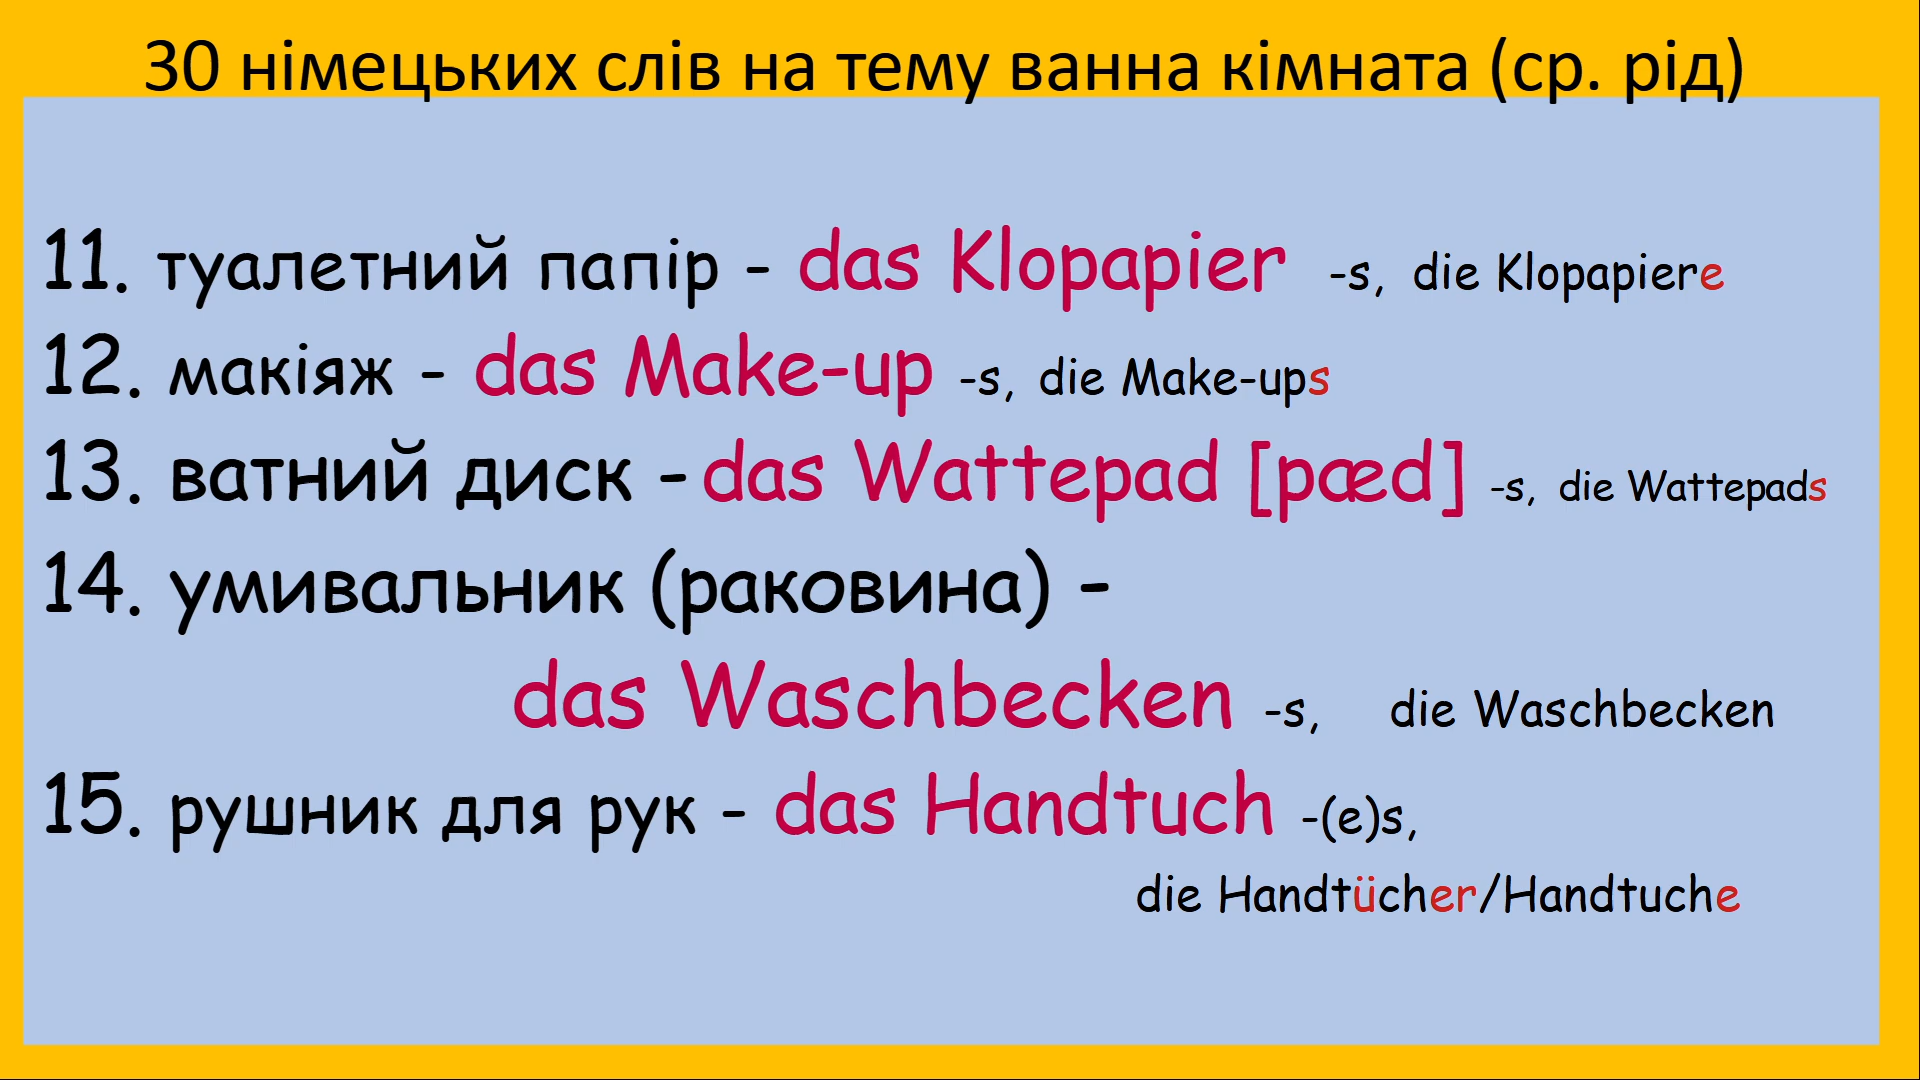 30 німецьких слів на тему ванна кімната (ср. рід)
11. туалетний папір - das Klopapier -s, die Klopapiere
12. макіяж - das Make-up -s, die Make-ups
13. ватний диск - das Wattepad [pæd] -s, die Wattepads
14. умивальник (раковина) -
das Waschbecken -s, die Waschbecken
15. рушник для рук - das Handtuch -(e)s,
die Handtücher/Handtuche